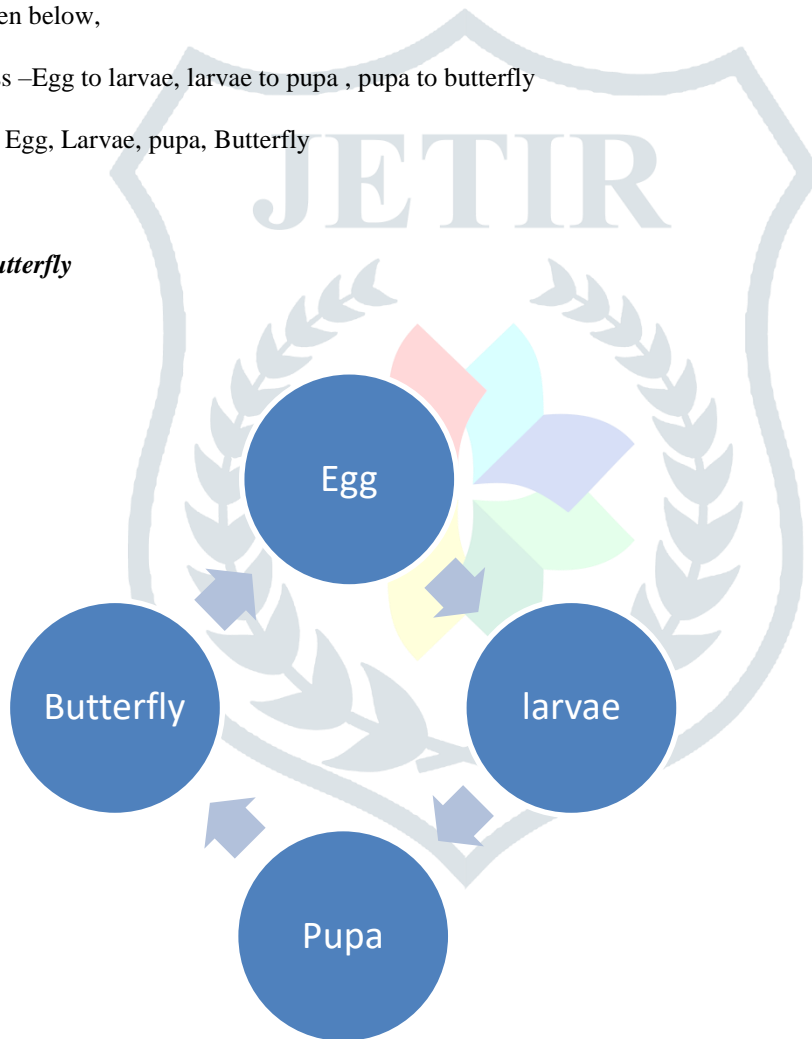 en below,
s –Egg to larvae, larvae to pupa , pupa to butterfly
Egg, Larvae, pupa, Butterfly
JETIR
utterfly
Egg
Butterfly
larvae
Pupa